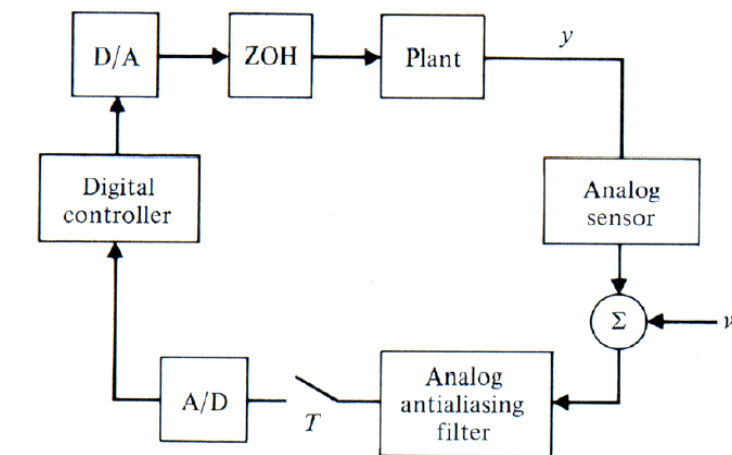 D/A
ZOH
Plant
y
Digital
controller
Analog
sensor
Σ
v
A/D
T
Analog
antialiasing
filter